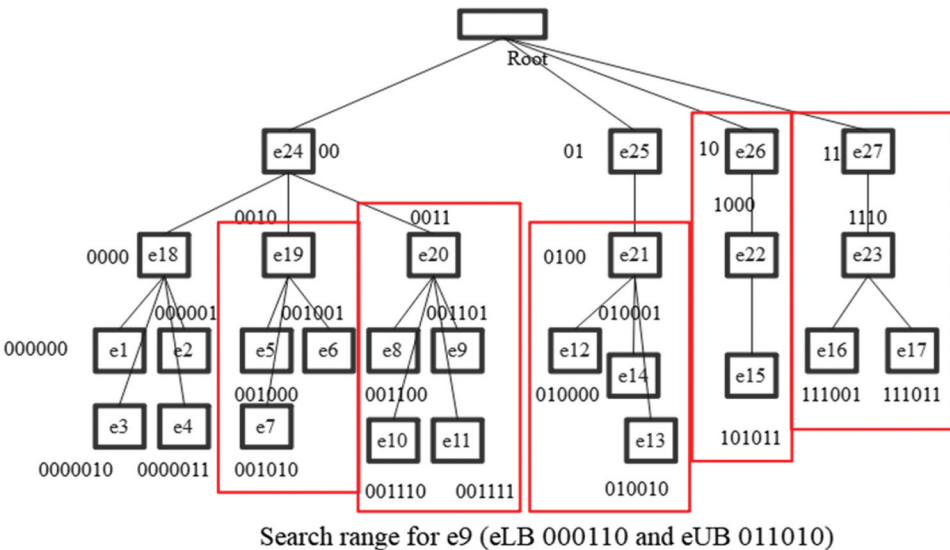 Root
e24 00 01 e25 10 e26 11 e27
0010 0011 1000 1110
0000 e18 e19 e20 0100 e21 e22 e23
000001 001001 001101 010001
000000 e1 e2 e5 e6 e8 e9 e12 e16 e17
e14 e15
001000 001100 010000 111001 111011
e3 e4 e7 e10 e11 e13 101011
0000010 0000011 001010
001110 001111 010010
Search range for e9 (eLB 000110 and eUB 011010)